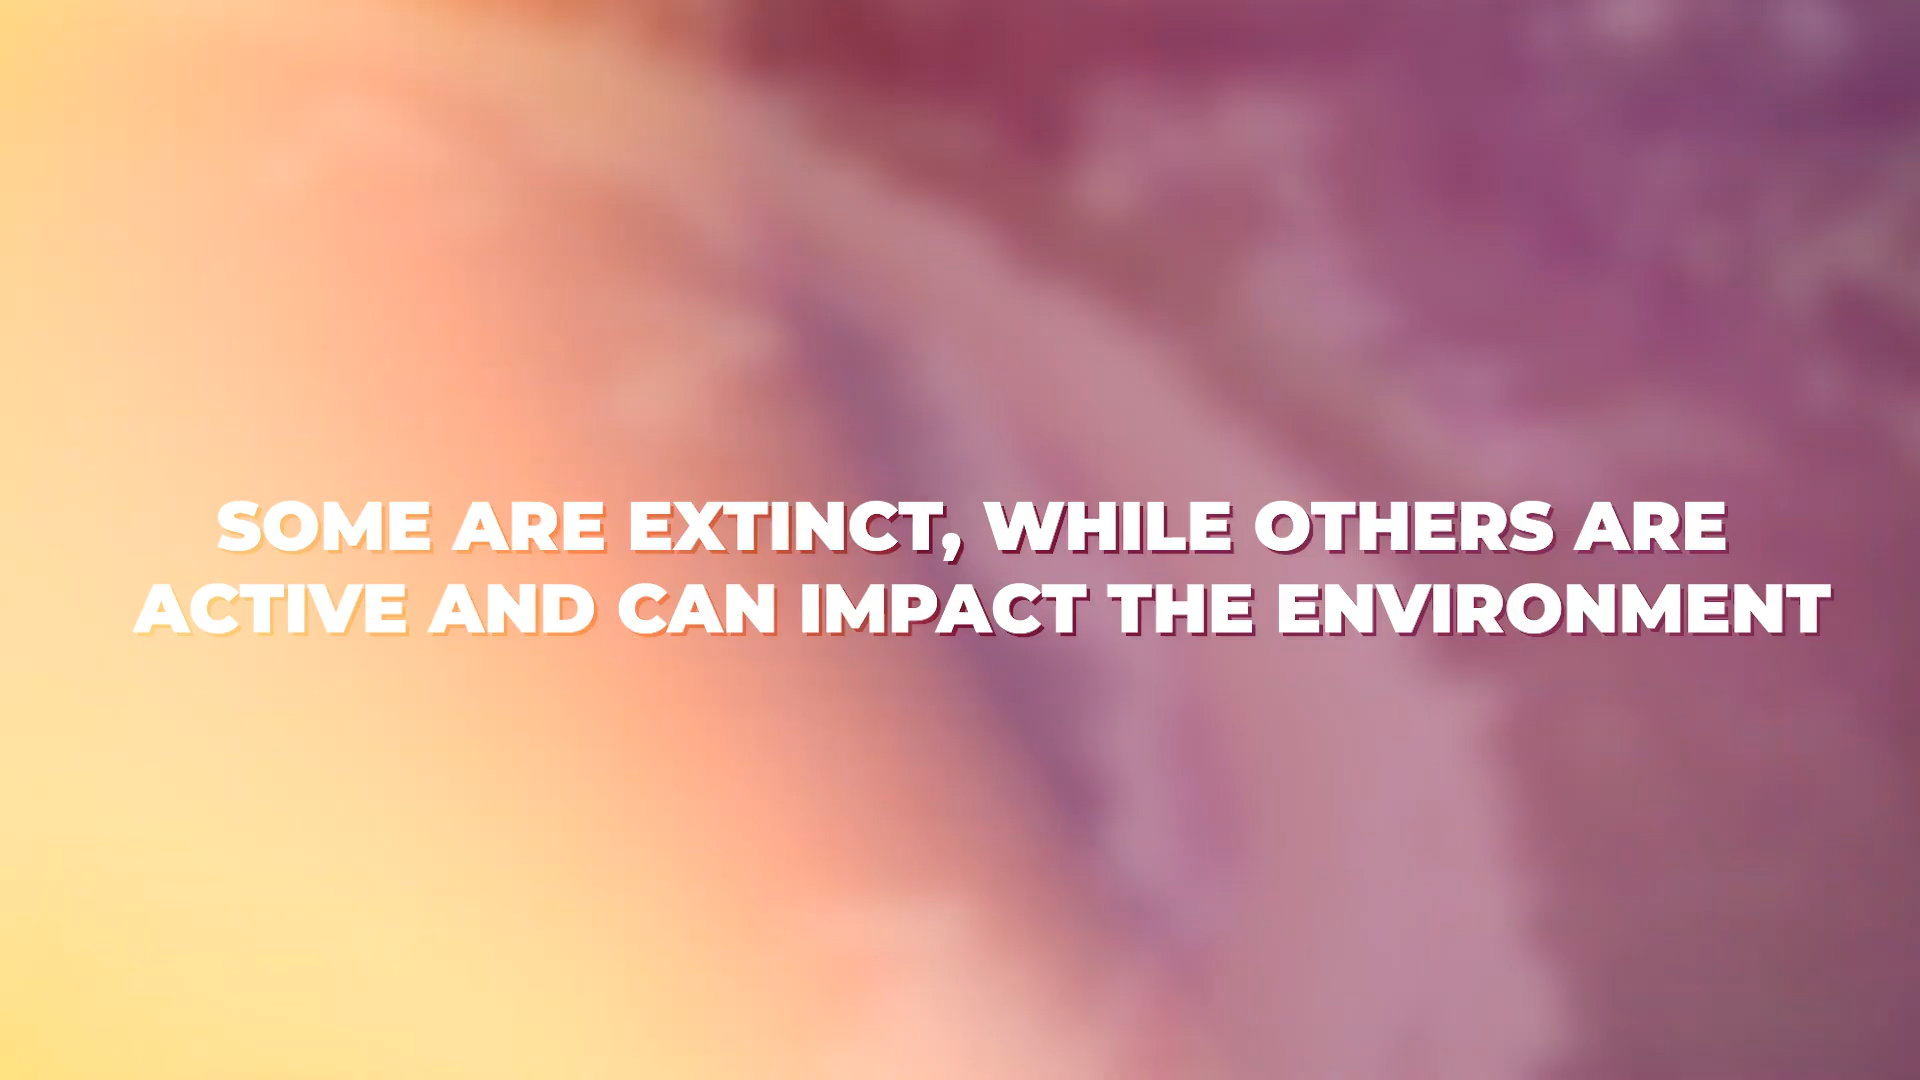 SOME ARE EXTINCT, WHILE OTHERS ARE
ACTIVE AND CAN IMPACT THE ENVIRONMENT